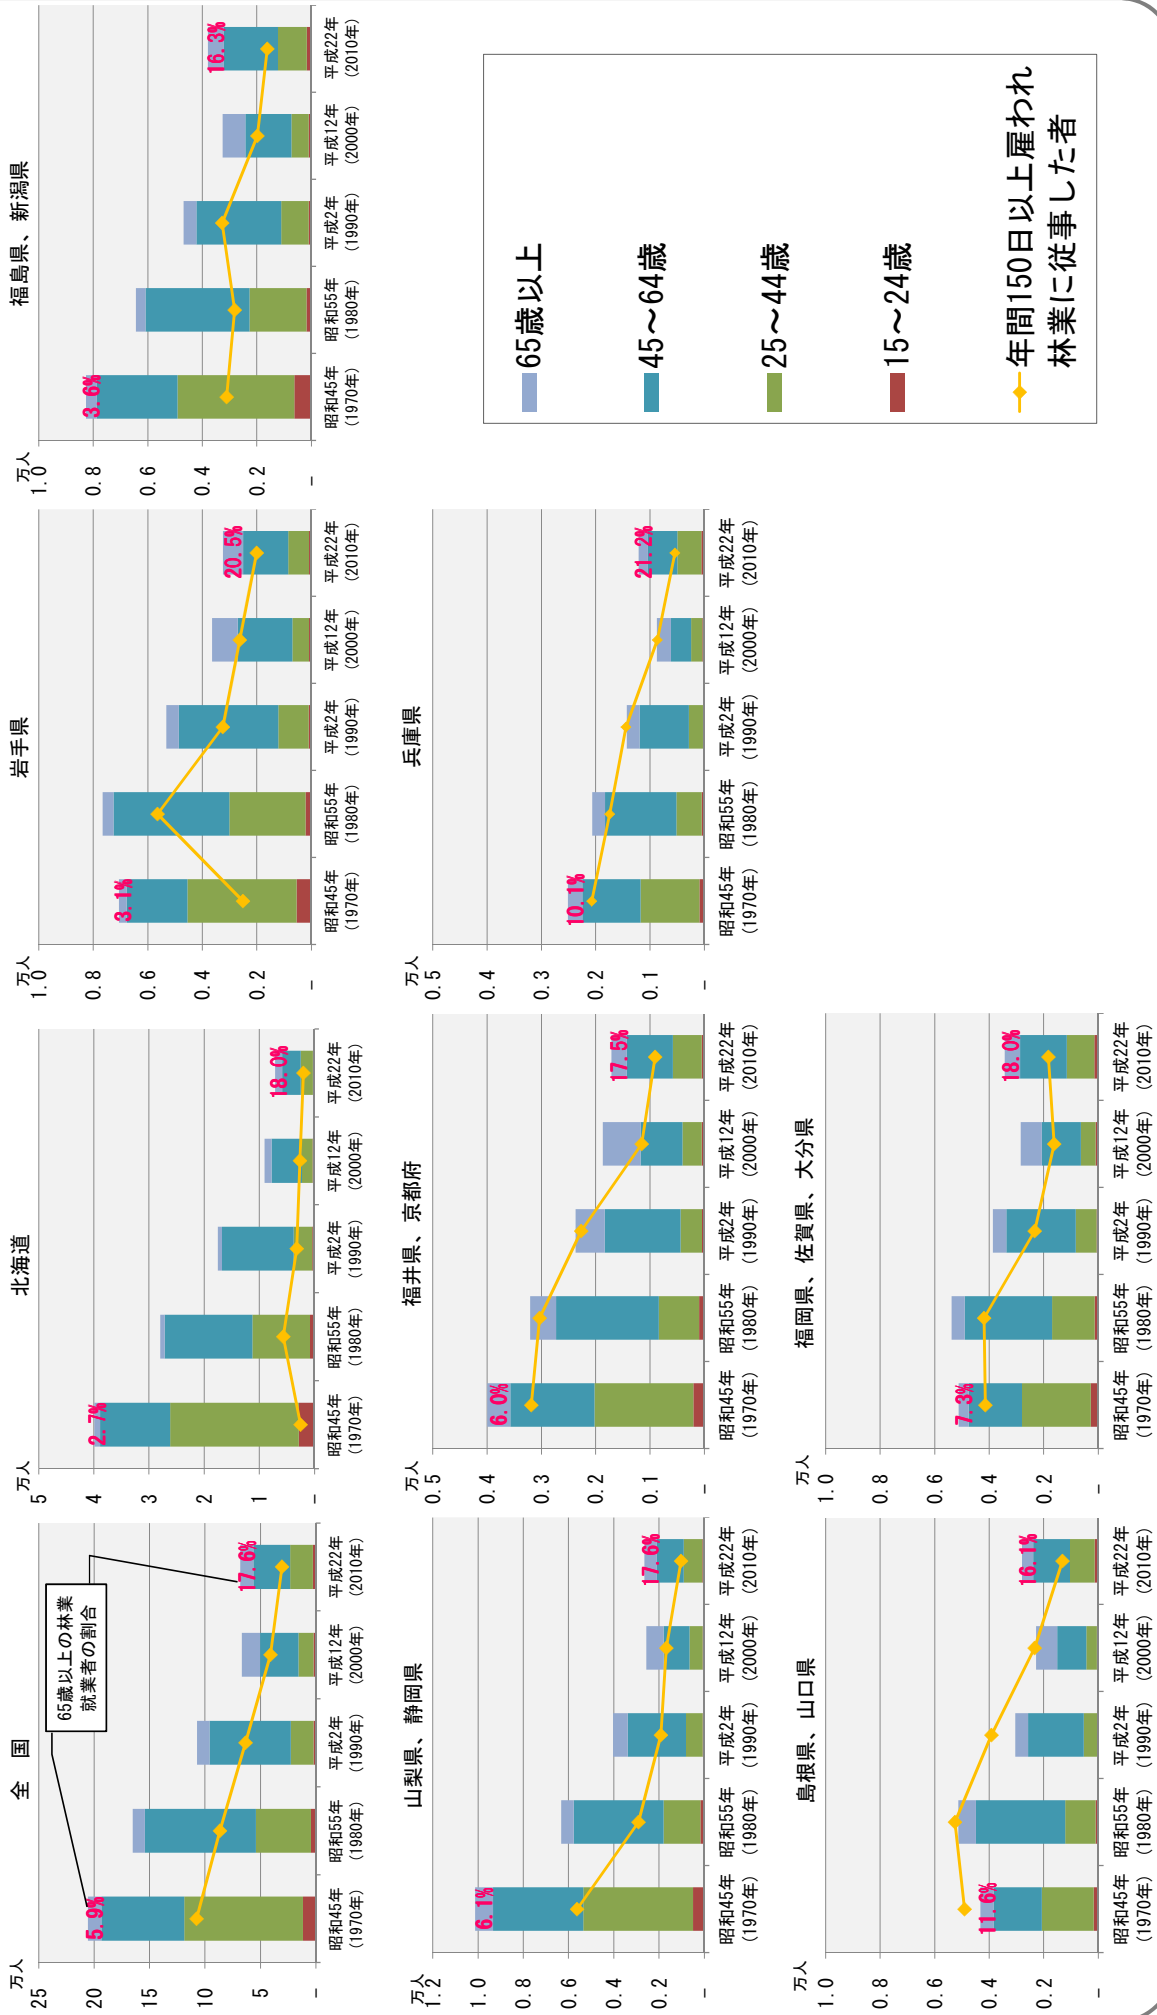 全　国
万人
25
20
15
10
5
－
5.9%
17.6%
65歳以上の林業
就業者の割合
昭和45年
(1970年)
昭和55年
(1980年)
平成2年
(1990年)
平成12年
(2000年)
平成22年
(2010年)
北海道
万人
5
4
3
2
1
－
2.7%
18.0%
昭和45年
(1970年)
昭和55年
(1980年)
平成2年
(1990年)
平成12年
(2000年)
平成22年
(2010年)
岩手県
万人
1.0
0.8
0.6
0.4
0.2
－
3.1%
20.5%
昭和45年
(1970年)
昭和55年
(1980年)
平成2年
(1990年)
平成12年
(2000年)
平成22年
(2010年)
福島県、新潟県
万人
1.0
0.8
0.6
0.4
0.2
－
3.6%
16.3%
昭和45年
(1970年)
昭和55年
(1980年)
平成2年
(1990年)
平成12年
(2000年)
平成22年
(2010年)
山梨県、静岡県
万人
1.2
1.0
0.8
0.6
0.4
0.2
－
6.1%
17.6%
昭和45年
(1970年)
昭和55年
(1980年)
平成2年
(1990年)
平成12年
(2000年)
平成22年
(2010年)
福井県、京都府
万人
0.5
0.4
0.3
0.2
0.1
－
6.0%
17.5%
昭和45年
(1970年)
昭和55年
(1980年)
平成2年
(1990年)
平成12年
(2000年)
平成22年
(2010年)
兵庫県
万人
0.5
0.4
0.3
0.2
0.1
－
10.1%
21.2%
昭和45年
(1970年)
昭和55年
(1980年)
平成2年
(1990年)
平成12年
(2000年)
平成22年
(2010年)
島根県、山口県
万人
1.0
0.8
0.6
0.4
0.2
－
11.6%
16.1%
昭和45年
(1970年)
昭和55年
(1980年)
平成2年
(1990年)
平成12年
(2000年)
平成22年
(2010年)
福岡県、佐賀県、大分県
万人
1.0
0.8
0.6
0.4
0.2
－
7.3%
18.0%
昭和45年
(1970年)
昭和55年
(1980年)
平成2年
(1990年)
平成12年
(2000年)
平成22年
(2010年)
65歳以上
45～64歳
25～44歳
15～24歳
年間150日以上雇われ
林業に従事した者